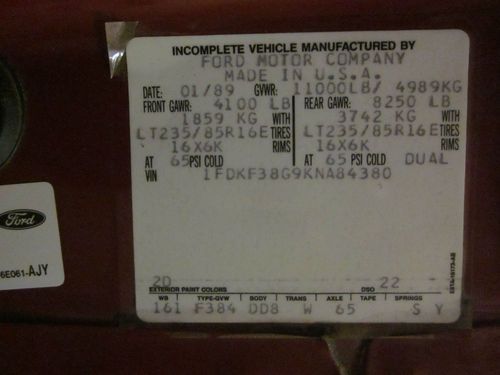 INCOMPLETE VEHICLE MANUFACTURED BY
FORD MOTOR COMPANY
MADE IN U.S.A.
DATE: 01/89 GVWR: 11000LB/ 4989KG
FRONT GAWR: 4100 LB REAR GAWR: 8250 LB
1859 KG WITH 3742 KG WITH
LT235/85R16E TIRES LT235/85R16E TIRES
16X6K RIMS 16X6K RIMS
AT 65 PSI COLD AT 65 PSI COLD DUAL
VIN 1FDKF38G9KNA84380
2D 22
EXTERIOR PAINT COLORS DSO
WB TYPE-GVW BODY TRANS AXLE TAPE SPRINGS
161 F384 DD8 W 65 S Y
Ford
6E061-AJY